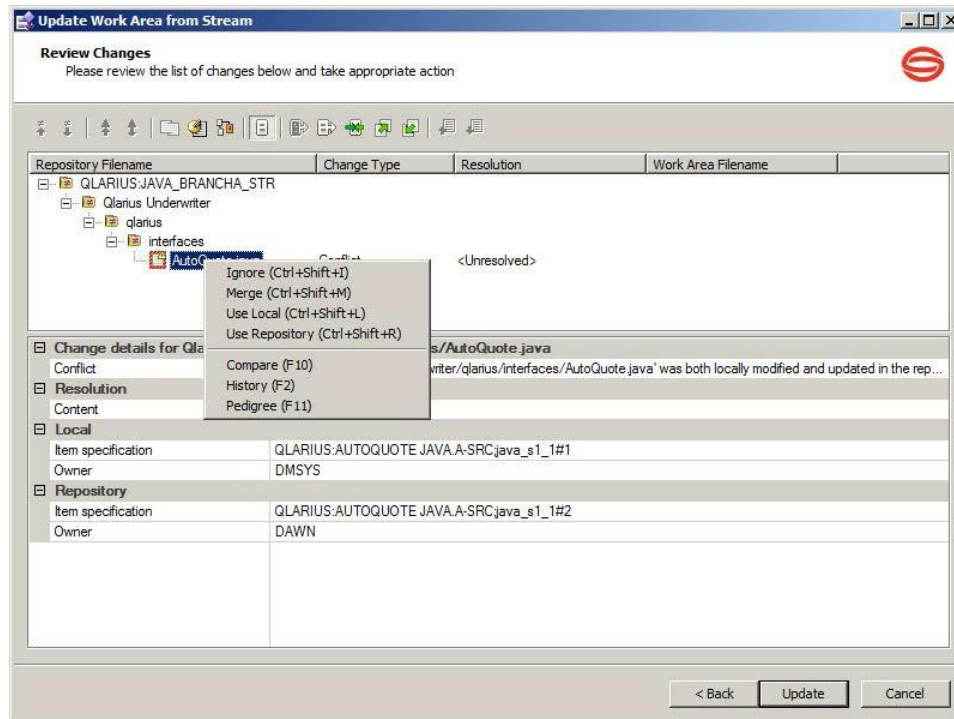 Update Work Area from Stream
Review Changes
Please review the list of changes below and take appropriate action
Repository Filename Change Type Resolution Work Area Filename
QLARIUS:JAVA_BRANCHA_STR
Qlarius Underwriter
qlarius
interfaces
<Unresolved>
Ignore (Ctrl+Shift+I)
Merge (Ctrl+Shift+M)
Use Local (Ctrl+Shift+L)
Use Repository (Ctrl+Shift+R)
Compare (F10)
History (F2)
Pedigree (F11)
Change details for Qla s/AutoQuote.java
Conflict writer/qlarius/interfaces/AutoQuote.java' was both locally modified and updated in the rep...
Resolution
Content
Local
Item specification QLARIUS:AUTOQUOTE JAVA.A-SRC;java_s1_1#1
Owner DMSYS
Repository
Item specification QLARIUS:AUTOQUOTE JAVA.A-SRC;java_s1_1#2
Owner DAWN
< Back Update Cancel